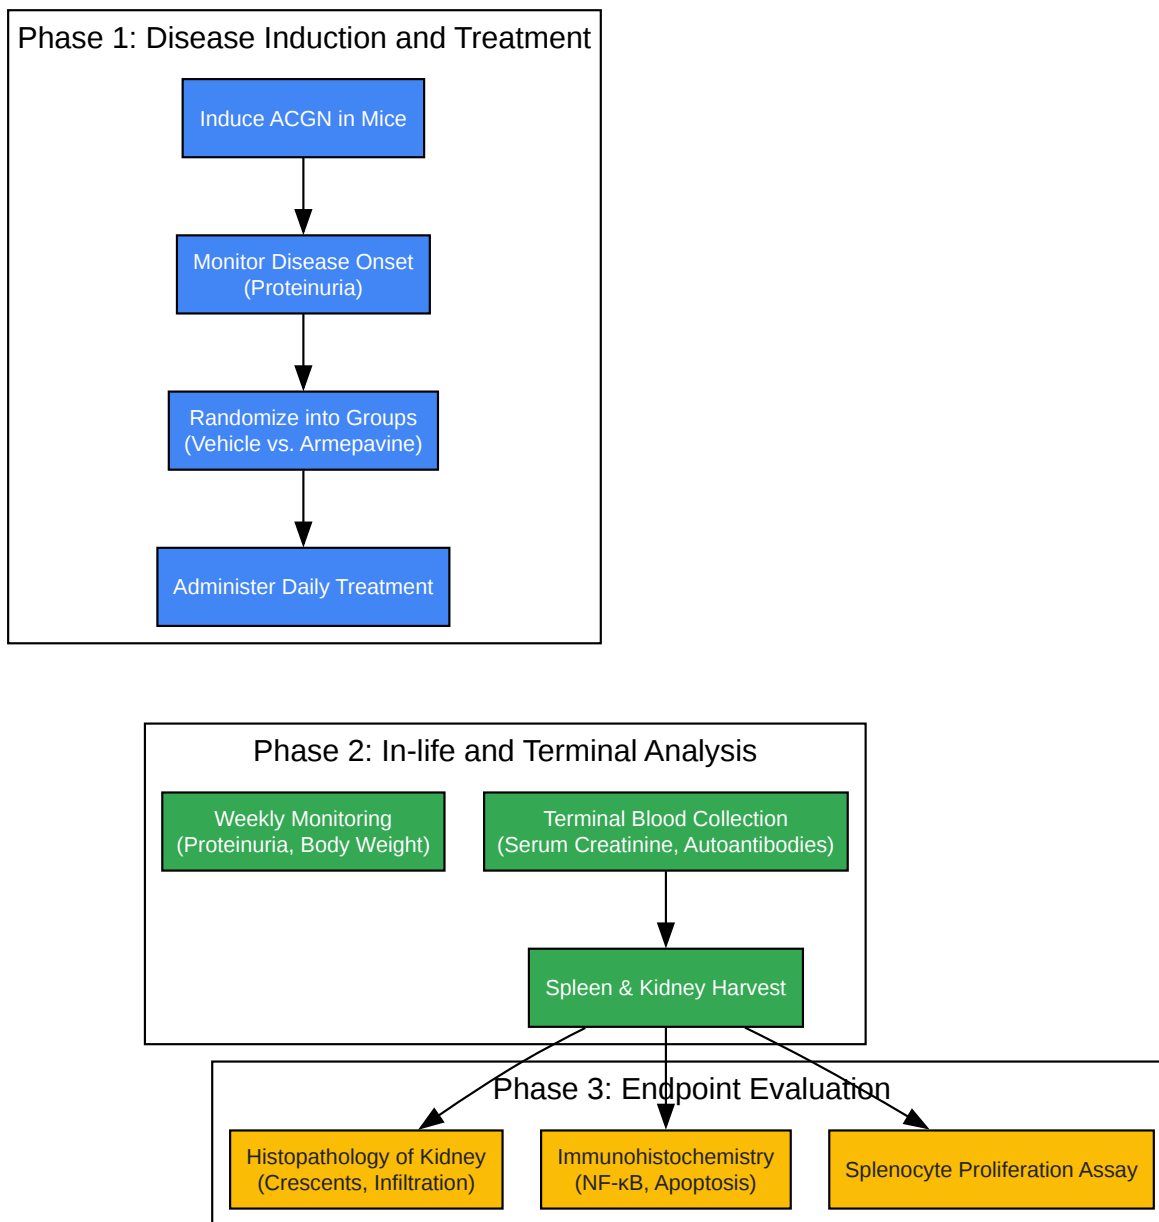 Phase 1: Disease Induction and Treatment
Induce ACGN in Mice
Monitor Disease Onset
(Proteinuria)
Randomize into Groups
(Vehicle vs. Armepavine)
Administer Daily Treatment
Phase 2: In-life and Terminal Analysis
Weekly Monitoring
(Proteinuria, Body Weight)
Terminal Blood Collection
(Serum Creatinine, Autoantibodies)
Spleen & Kidney Harvest
Phase 3: Endpoint Evaluation
Histopathology of Kidney
(Crescents, Infiltration)
Immunohistochemistry
(NF-κB, Apoptosis)
Splenocyte Proliferation Assay